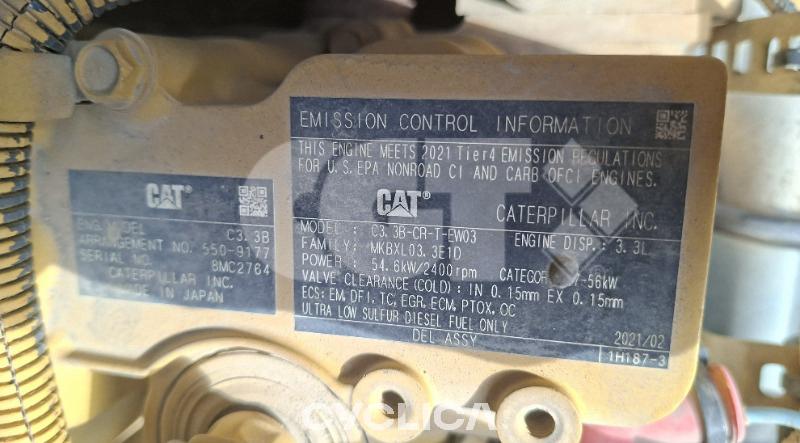 CAT®
ENG. MODEL C3.3B
ARRANGEMENT NO. 550-9177
SERIAL NO. 8MC2764
CATERPILLAR INC.
MADE IN JAPAN
EMISSION CONTROL INFORMATION
THIS ENGINE MEETS 2021 Tier4 EMISSION REGULATIONS
FOR U.S. EPA NONROAD CI AND CARB OFCI ENGINES.
CAT®
CATERPILLAR INC.
MODEL : C3.3B-CR-T-EW03 ENGINE DISP.: 3.3L
FAMILY: MKBXL03.3E1D
POWER : 54.6kW/2400rpm -56kW
VALVE CLEARANCE (COLD): IN 0.15mm EX 0.15mm
ECS: EM, DFI, TC, EGR, ECM, PTOX, OC
ULTRA LOW SULFUR DIESEL FUEL ONLY
2021/02
DEL ASSY
1H187-3
CYCLICA